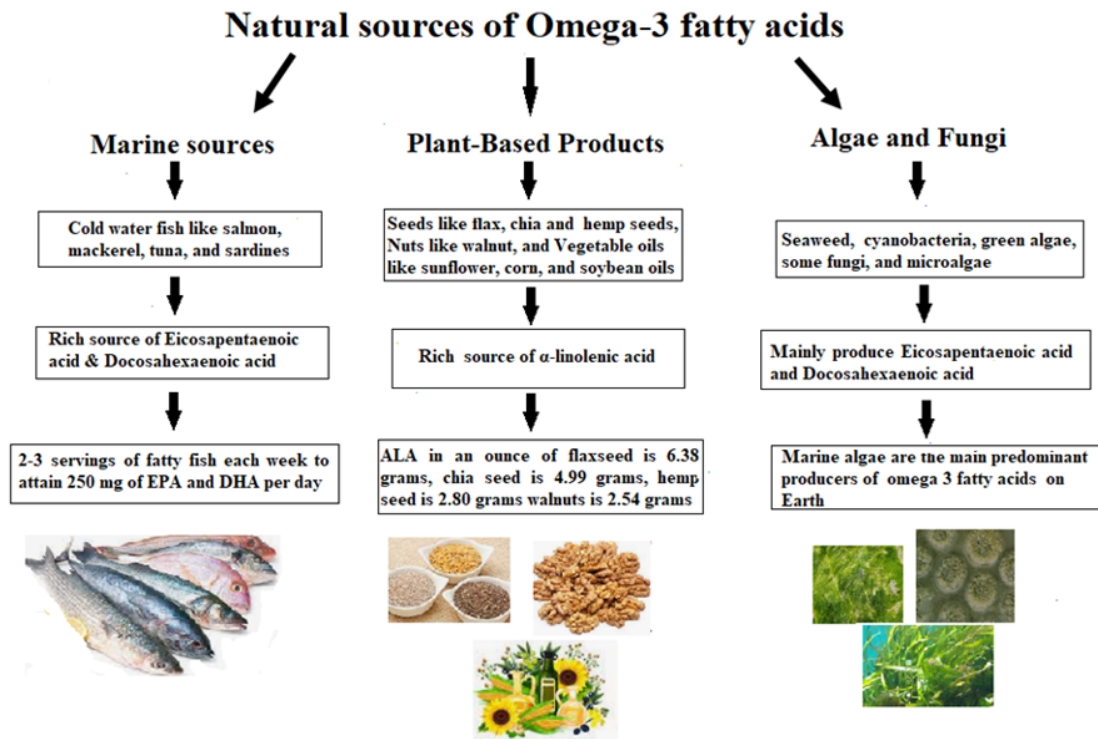 Natural sources of Omega-3 fatty acids
Marine sources
Cold water fish like salmon,
mackerel, tuna, and sardines
Rich source of Eicosapentaenoic
acid & Docosahexaenoic acid
2-3 servings of fatty fish each week to
attain 250 mg of EPA and DHA per day
Plant-Based Products
Seeds like flax, chia and hemp seeds,
Nuts like walnut, and Vegetable oils
like sunflower, corn, and soybean oils
Rich source of α-linolenic acid
ALA in an ounce of flaxseed is 6.38
grams, chia seed is 4.99 grams, hemp
seed is 2.80 grams walnuts is 2.54 grams
Algae and Fungi
Seaweed, cyanobacteria, green algae,
some fungi, and microalgae
Mainly produce Eicosapentaenoic acid
and Docosahexaenoic acid
Marine algae are the main predominant
producers of omega 3 fatty acids on
Earth